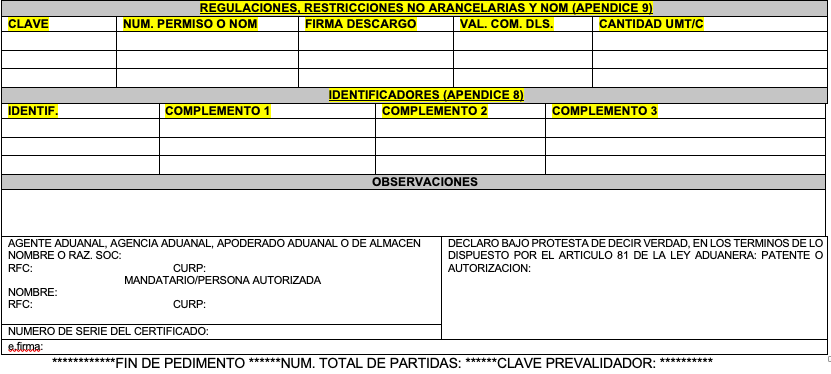 REGULACIONES, RESTRICCIONES NO ARANCELARIAS Y NOM (APENDICE 9)
CLAVE NUM. PERMISO O NOM FIRMA DESCARGO VAL. COM. DLS. CANTIDAD UMT/C
IDENTIFICADORES (APENDICE 8)
IDENTIF. COMPLEMENTO 1 COMPLEMENTO 2 COMPLEMENTO 3
OBSERVACIONES
AGENTE ADUANAL, AGENCIA ADUANAL, APODERADO ADUANAL O DE ALMACEN
NOMBRE O RAZ. SOC:
RFC: CURP:
MANDATARIO/PERSONA AUTORIZADA
NOMBRE:
RFC: CURP:
NUMERO DE SERIE DEL CERTIFICADO:
DECLARO BAJO PROTESTA DE DECIR VERDAD, EN LOS TERMINOS DE LO
DISPUESTO POR EL ARTICULO 81 DE LA LEY ADUANERA: PATENTE O
AUTORIZACION:
e.firma:
************FIN DE PEDIMENTO ******NUM. TOTAL DE PARTIDAS: ******CLAVE PREVALIDADOR: **********